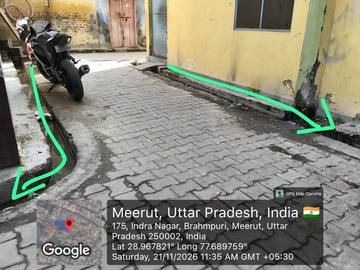 GPS Map Camera
Meerut, Uttar Pradesh, India 🇮🇳
175, Indra Nagar, Brahmpuri, Meerut, Uttar
Pradesh 250002, India
Lat 28.967821° Long 77.689759°
Saturday, 21/11/2026 11:35 AM GMT +05:30
Google